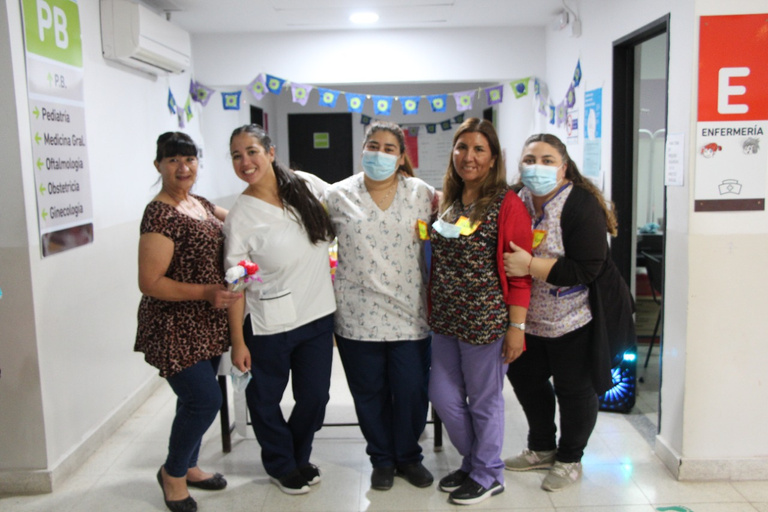 PB
P.B.
Pediatría
Medicina Gral.
Oftalmología
Obstetricia
Ginecología
E
ENFERMERÍA